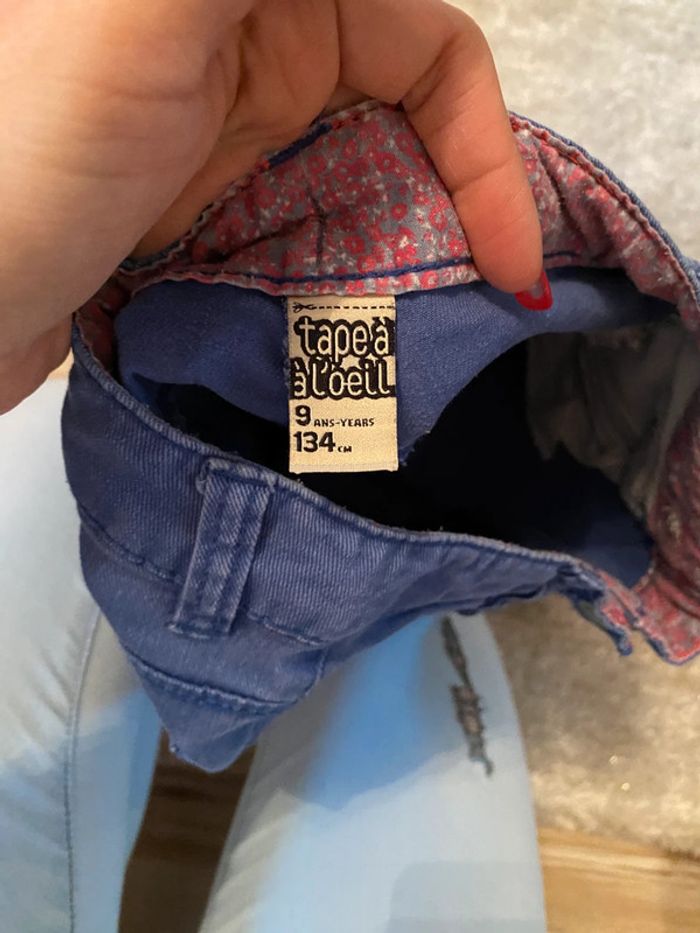 tape à
à l'oeil
9 ANS-YEARS
134 CM